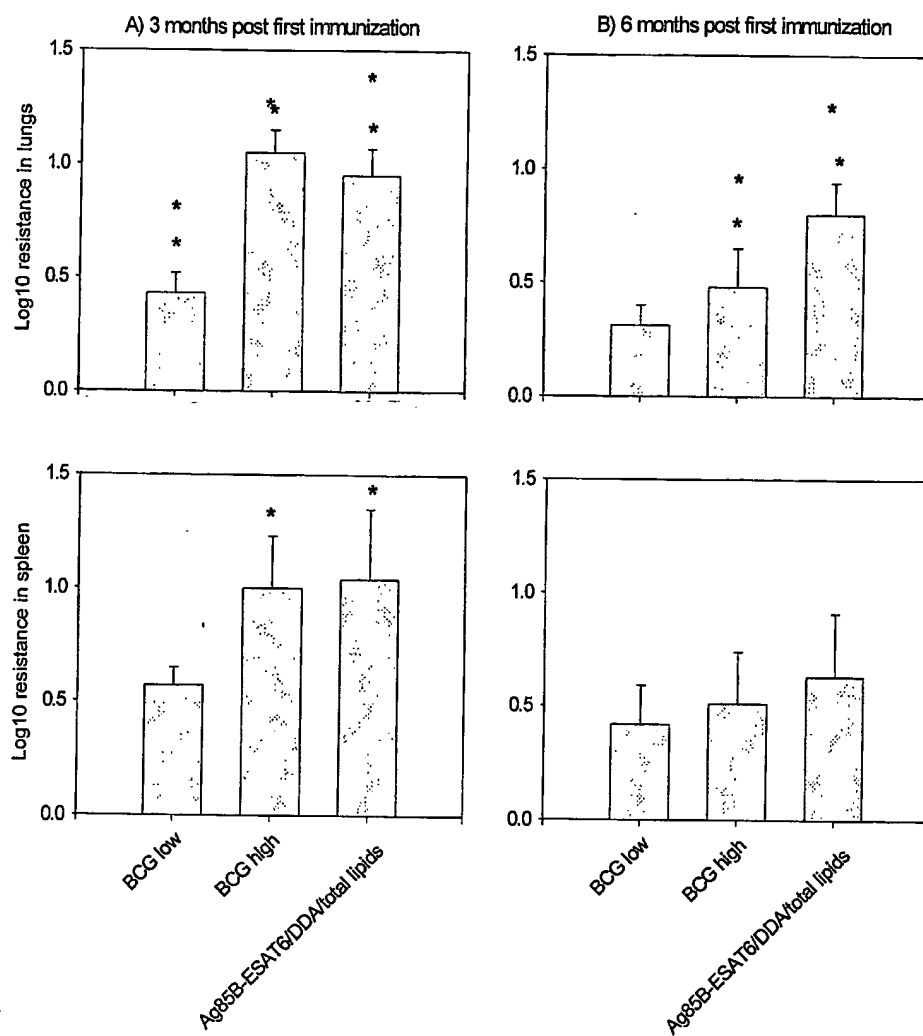 A) 3 months post first immunization
B) 6 months post first immunization
Log10 resistance in lungs
1.5
1.0
0.5
0.0
* * ** * *
1.5
1.0
0.5
0.0
* * * *
Log10 resistance in spleen
1.5
1.0
0.5
0.0
* *
1.5
1.0
0.5
0.0
BCG low
BCG high
Ag85B-ESAT6/DDA/total lipids
BCG low
BCG high
Ag85B-ESAT6/DDA/total lipids